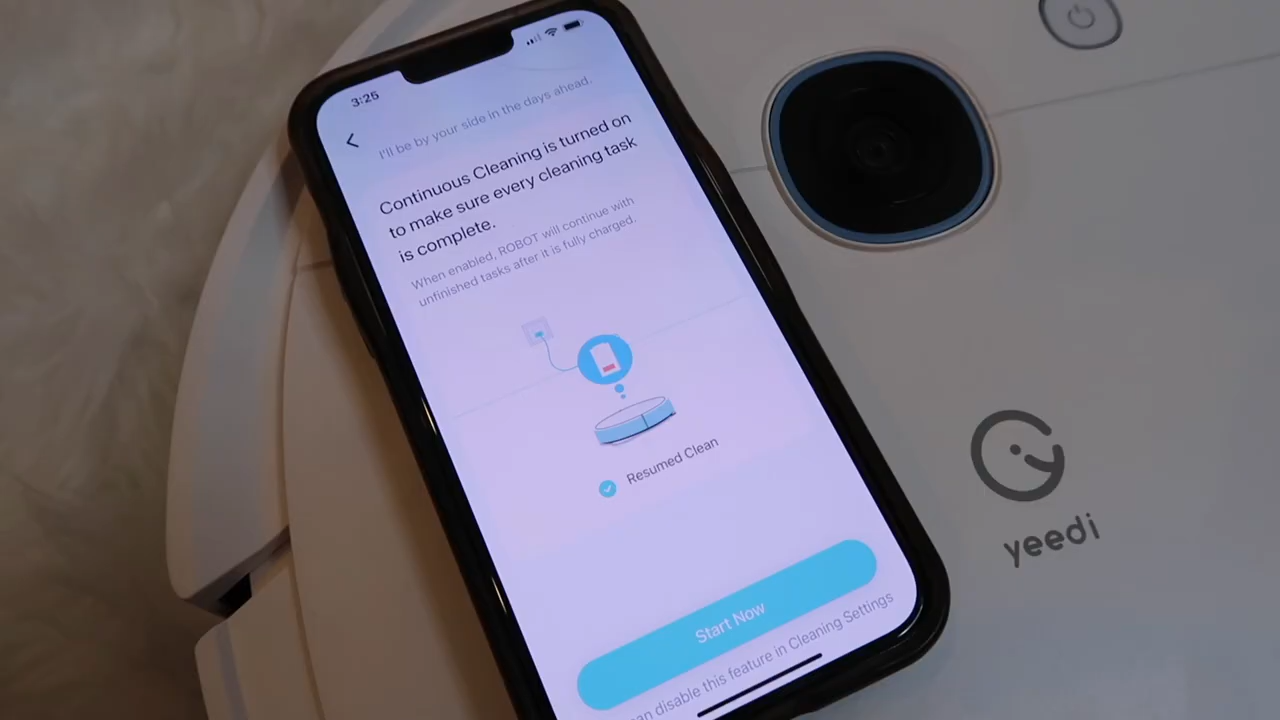 3:25
I'll be by your side in the days ahead.
Continuous Cleaning is turned on
to make sure every cleaning task
is complete.
When enabled, ROBOT will continue with
unfinished tasks after it is fully charged.
Resumed Clean
Start Now
can disable this feature in Cleaning Settings
yeedi